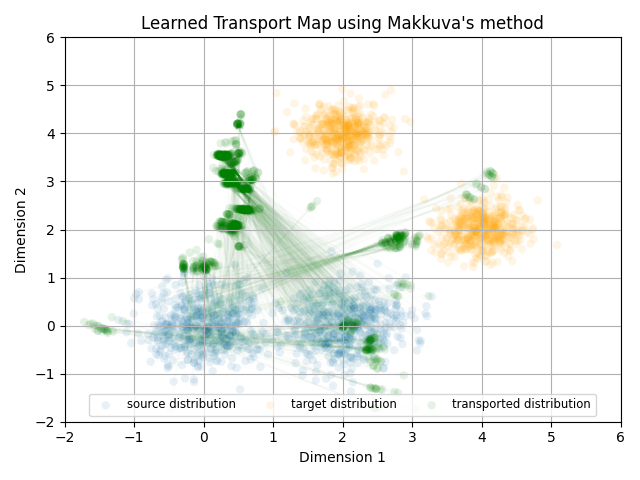 Learned Transport Map using Makkuva's method
6
5
4
3
2
1
0
−1
−2
Dimension 2
source distribution target distribution transported distribution
−2 −1 0 1 2 3 4 5 6
Dimension 1